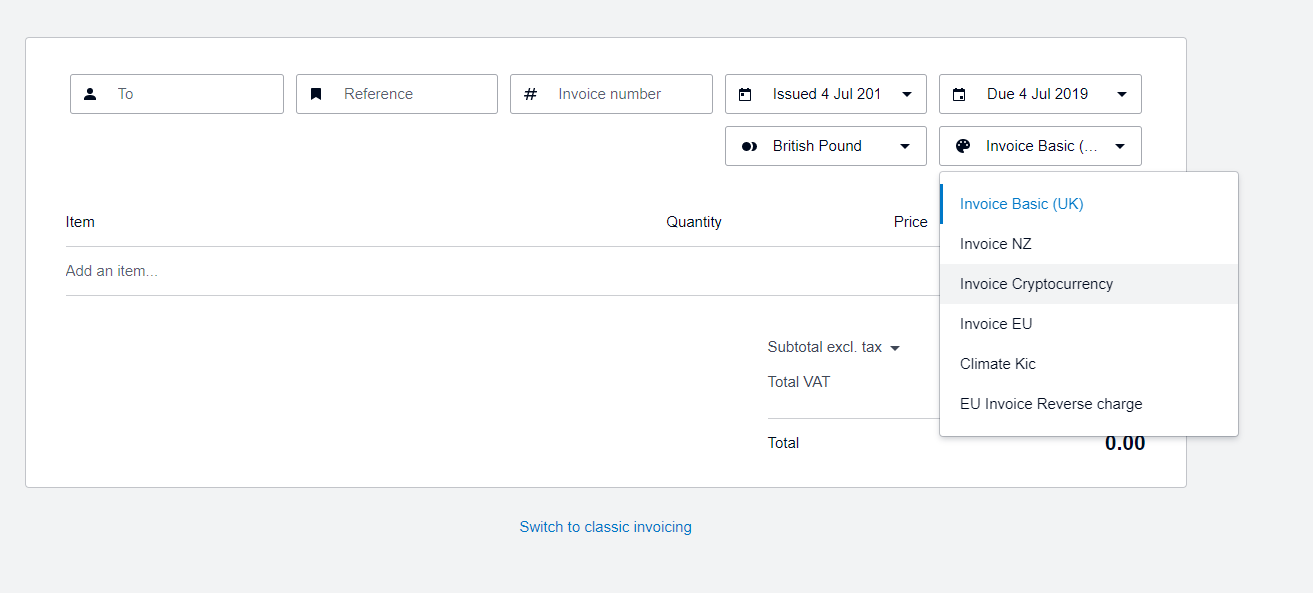 To
Reference
# Invoice number
Issued 4 Jul 201
Due 4 Jul 2019
British Pound
Invoice Basic (...
Invoice Basic (UK)
Invoice NZ
Invoice Cryptocurrency
Invoice EU
Climate Kic
EU Invoice Reverse charge
Item Quantity Price
Add an item...
Subtotal excl. tax
Total VAT
Total 0.00
Switch to classic invoicing